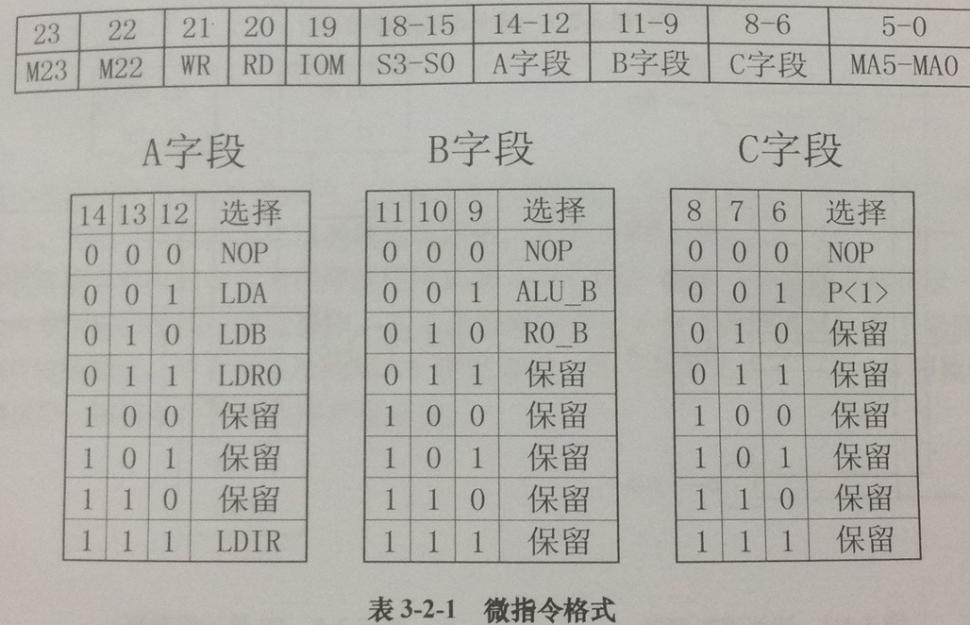 23 22 21 20 19 18-15 14-12 11-9 8-6 5-0
M23 M22 WR RD IOM S3-S0 A字段 B字段 C字段 MA5-MA0
A字段 B字段 C字段
14 13 12 选择 11 10 9 选择 8 7 6 选择
0 0 0 NOP 0 0 0 NOP 0 0 0 NOP
0 0 1 LDA 0 0 1 ALU_B 0 0 1 P<1>
0 1 0 LDB 0 1 0 RO_B 0 1 0 保留
0 1 1 LDRO 0 1 1 保留 0 1 1 保留
1 0 0 保留 1 0 0 保留 1 0 0 保留
1 0 1 保留 1 0 1 保留 1 0 1 保留
1 1 0 保留 1 1 0 保留 1 1 0 保留
1 1 1 LDIR 1 1 1 保留 1 1 1 保留
表 3-2-1 微指令格式